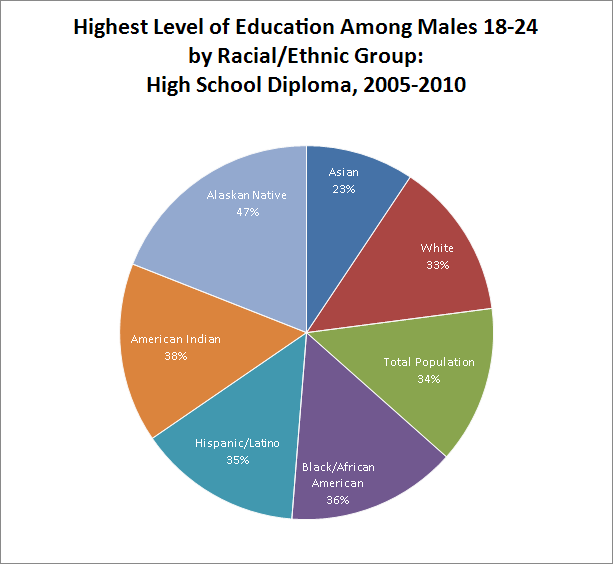 Highest Level of Education Among Males 18-24
by Racial/Ethnic Group:
High School Diploma, 2005-2010
Asian
23%
White
33%
Total Population
34%
Black/African
American
36%
Hispanic/Latino
35%
American Indian
38%
Alaskan Native
47%